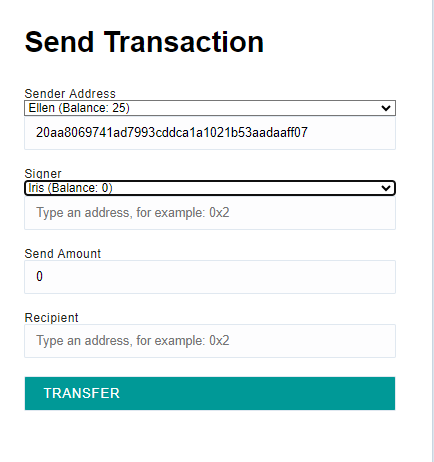 Send Transaction
Sender Address
Ellen (Balance: 25)
20aa8069741ad7993cddca1a1021b53aadaaff07
Signer
Iris (Balance: 0)
Type an address, for example: 0x2
Send Amount
0
Recipient
Type an address, for example: 0x2
TRANSFER